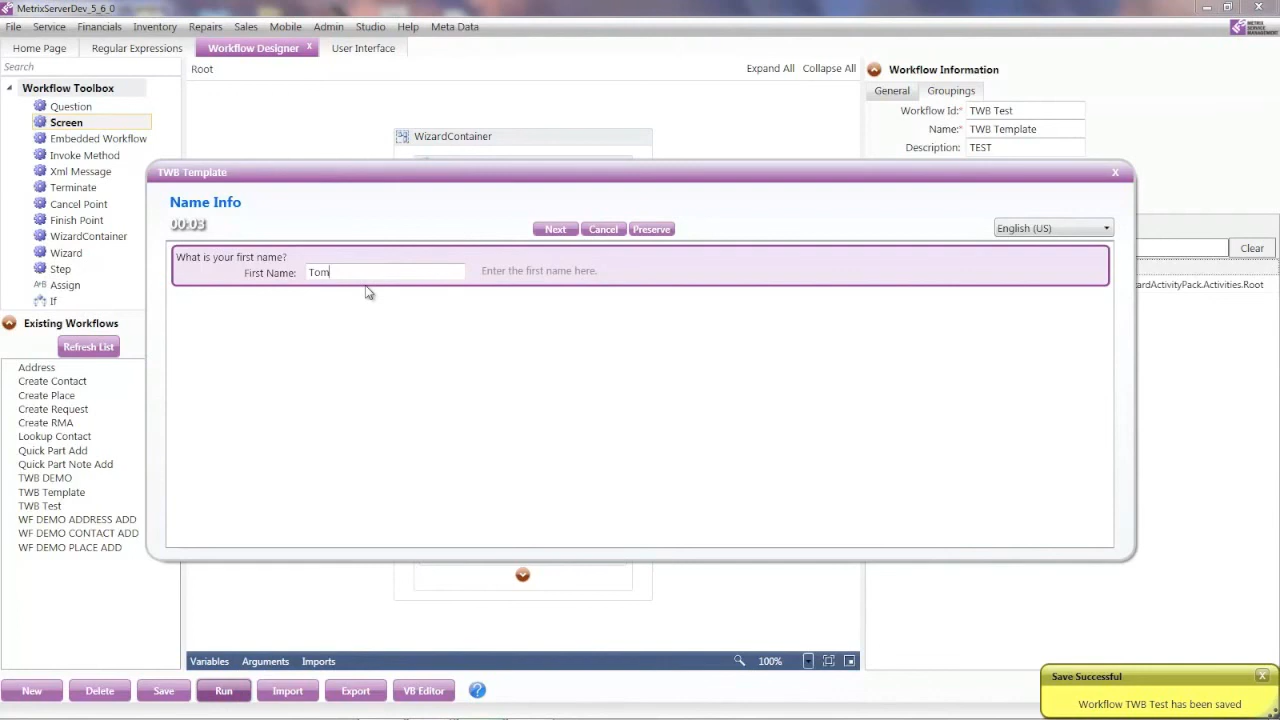 MetrixServerDev_5_6_0
File Service Financials Inventory Repairs Sales Mobile Admin Studio Help Meta Data
METRIX SERVICE MANAGEMENT
Home Page Regular Expressions Workflow Designer x User Interface
Search
Workflow Toolbox
Question
Screen
Embedded Workflow
Invoke Method
Xml Message
Terminate
Cancel Point
Finish Point
WizardContainer
Wizard
Step
A*B Assign
If
Existing Workflows
Refresh List
Address
Create Contact
Create Place
Create Request
Create RMA
Lookup Contact
Quick Part Add
Quick Part Note Add
TWB DEMO
TWB Template
TWB Test
WF DEMO ADDRESS ADD
WF DEMO CONTACT ADD
WF DEMO PLACE ADD
Root Expand All Collapse All
WizardContainer
Workflow Information
General Groupings
Workflow Id:* TWB Test
Name:* TWB Template
Description: TEST
Clear
ardActivityPack.Activities.Root
TWB Template X
Name Info
00:03
Next Cancel Preserve
English (US)
What is your first name?
First Name: Tom Enter the first name here.
Variables Arguments Imports 100%
New Delete Save Run Import Export VB Editor ?
Save Successful X
Workflow TWB Test has been saved